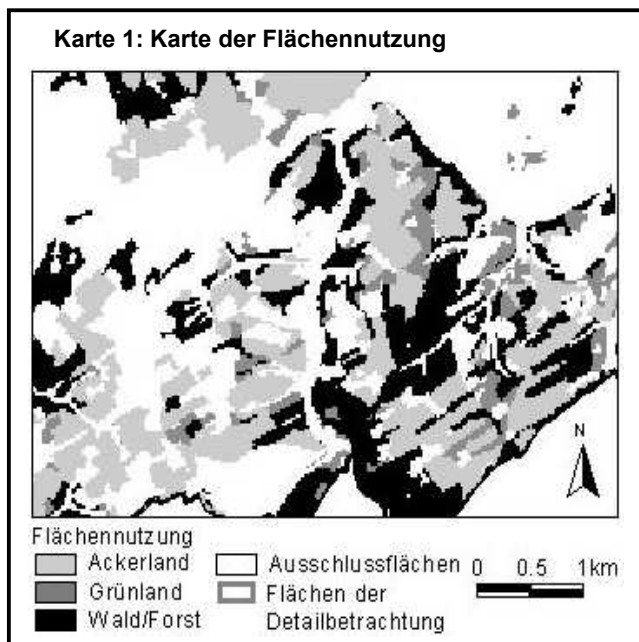 Karte 1: Karte der Flächennutzung
N
Flächennutzung
Ackerland
Grünland
Wald/Forst
Ausschlussflächen
Flächen der
Detailbetrachtung
0 0.5 1km